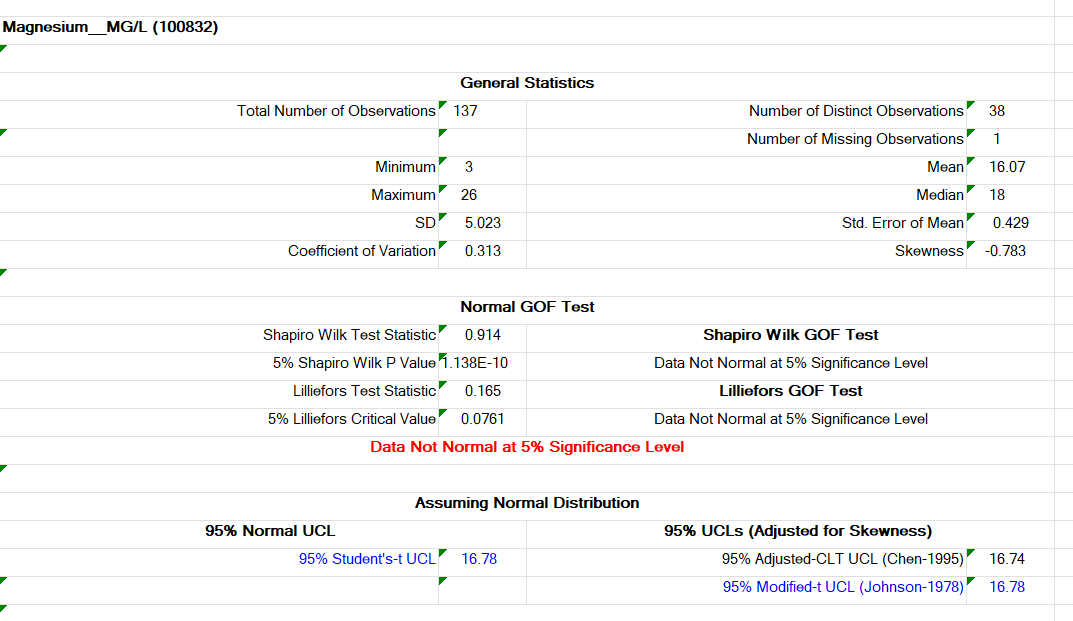 Magnesium__MG/L (100832)
General Statistics
Total Number of Observations 137 Number of Distinct Observations 38
Number of Missing Observations 1
Minimum 3 Mean 16.07
Maximum 26 Median 18
SD 5.023 Std. Error of Mean 0.429
Coefficient of Variation 0.313 Skewness -0.783
Normal GOF Test
Shapiro Wilk Test Statistic 0.914 Shapiro Wilk GOF Test
5% Shapiro Wilk P Value 1.138E-10 Data Not Normal at 5% Significance Level
Lilliefors Test Statistic 0.165 Lilliefors GOF Test
5% Lilliefors Critical Value 0.0761 Data Not Normal at 5% Significance Level
Data Not Normal at 5% Significance Level
Assuming Normal Distribution
95% Normal UCL 95% UCLs (Adjusted for Skewness)
95% Student's-t UCL 16.78 95% Adjusted-CLT UCL (Chen-1995) 16.74
95% Modified-t UCL (Johnson-1978) 16.78